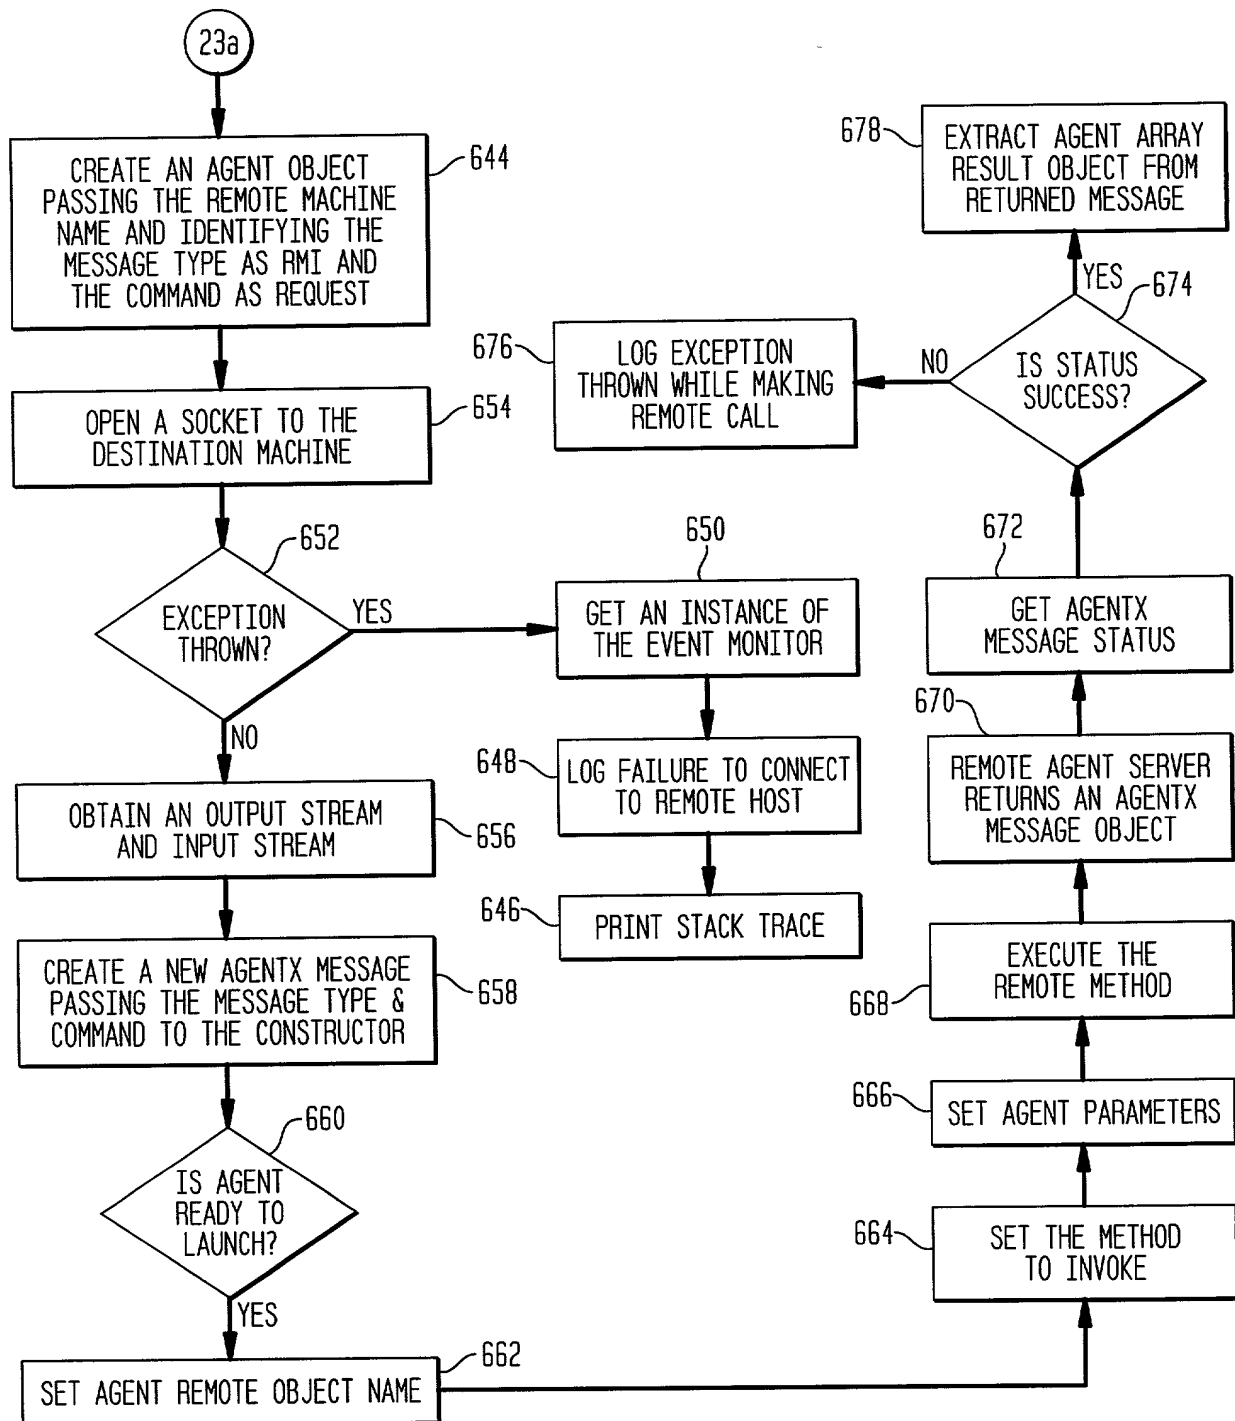 23a
CREATE AN AGENT OBJECT
PASSING THE REMOTE MACHINE
NAME AND IDENTIFYING THE
MESSAGE TYPE AS RMI AND
THE COMMAND AS REQUEST
644
OPEN A SOCKET TO THE
DESTINATION MACHINE
654
EXCEPTION
THROWN?
652
YES
NO
OBTAIN AN OUTPUT STREAM
AND INPUT STREAM
656
CREATE A NEW AGENTX MESSAGE
PASSING THE MESSAGE TYPE &
COMMAND TO THE CONSTRUCTOR
658
IS AGENT
READY TO
LAUNCH?
660
YES
SET AGENT REMOTE OBJECT NAME
662
650
GET AN INSTANCE OF
THE EVENT MONITOR
648
LOG FAILURE TO CONNECT
TO REMOTE HOST
646
PRINT STACK TRACE
678
EXTRACT AGENT ARRAY
RESULT OBJECT FROM
RETURNED MESSAGE
YES
674
IS STATUS
SUCCESS?
NO
676
LOG EXCEPTION
THROWN WHILE MAKING
REMOTE CALL
672
GET AGENTX
MESSAGE STATUS
670
REMOTE AGENT SERVER
RETURNS AN AGENTX
MESSAGE OBJECT
668
EXECUTE THE
REMOTE METHOD
666
SET AGENT PARAMETERS
664
SET THE METHOD
TO INVOKE